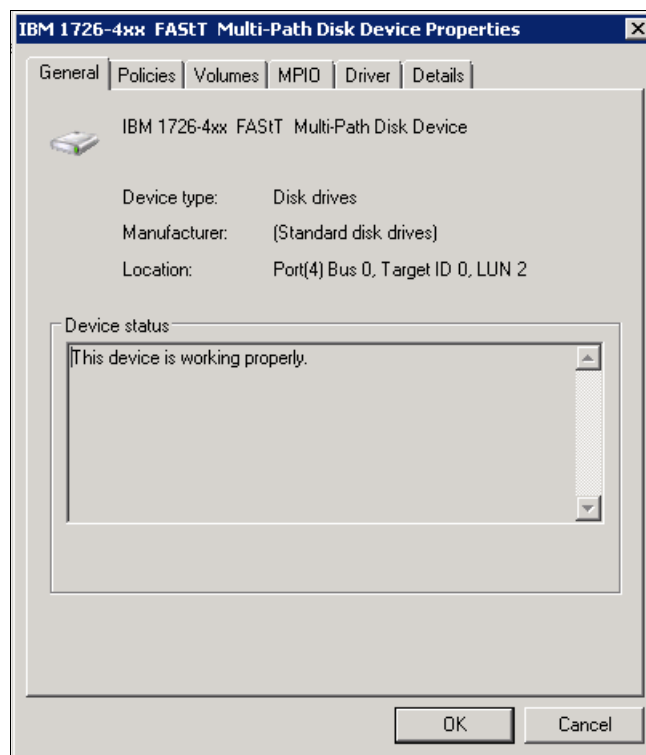 IBM 1726-4xx FAStT Multi-Path Disk Device Properties
General Policies Volumes MPIO Driver Details
IBM 1726-4xx FAStT Multi-Path Disk Device
Device type: Disk drives
Manufacturer: (Standard disk drives)
Location: Port(4) Bus 0, Target ID 0, LUN 2
Device status
This device is working properly.
OK Cancel